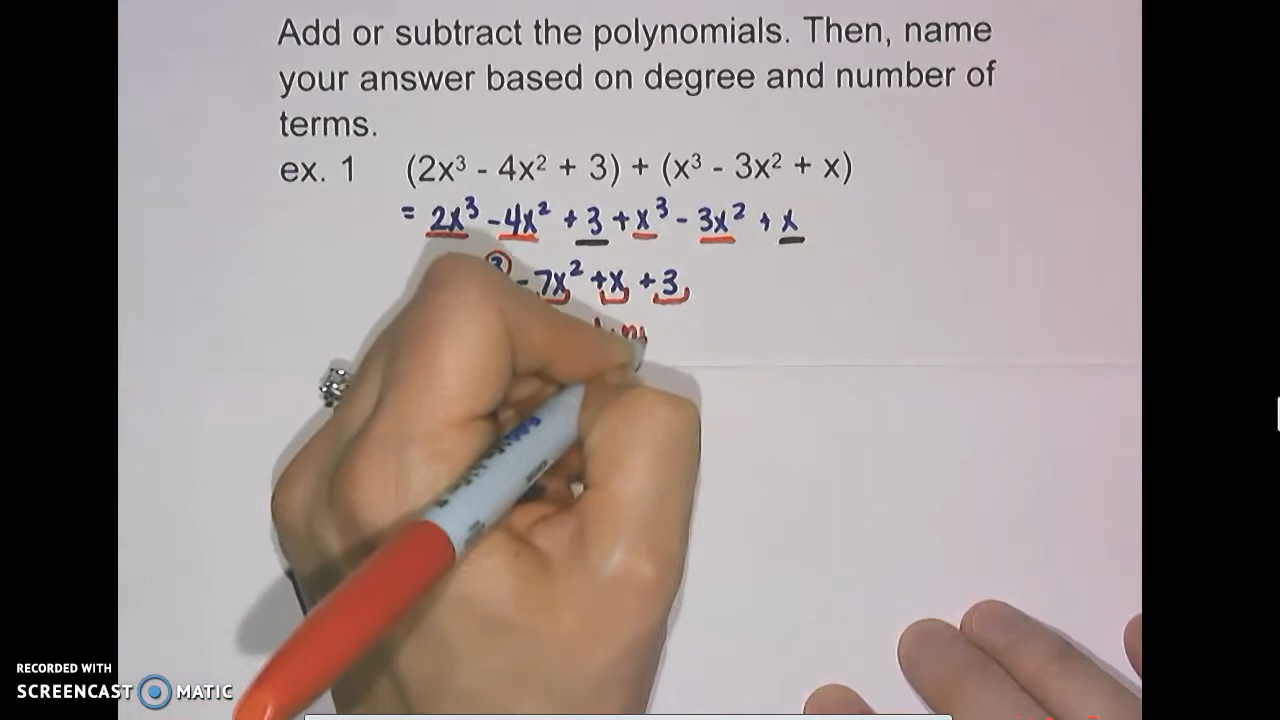 Add or subtract the polynomials. Then, name
your answer based on degree and number of
terms.
ex. 1 (2x³ - 4x² + 3) + (x³ - 3x² + x)
= 2x³ - 4x² + 3 + x³ - 3x² + x
- 7x² + x + 3
RECORDED WITH
SCREENCAST MATIC